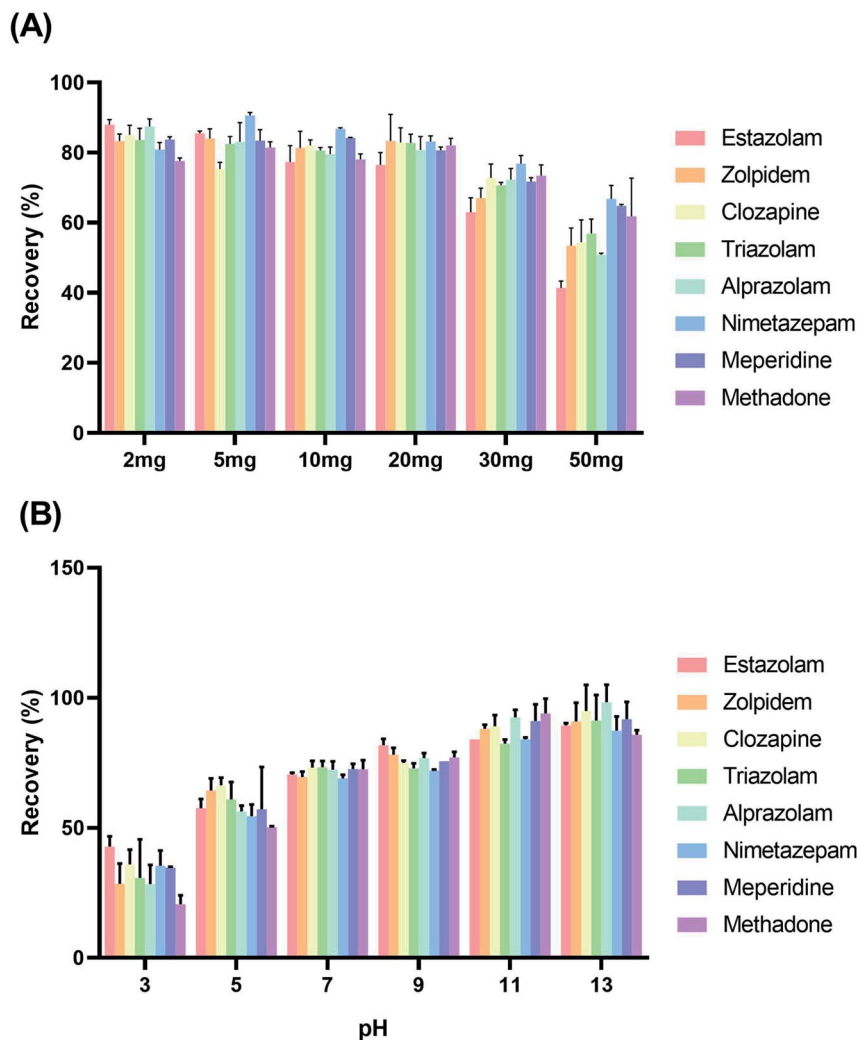 (A)
100
80
60
40
20
0
Recovery (%)
2mg 5mg 10mg 20mg 30mg 50mg
Estazolam
Zolpidem
Clozapine
Triazolam
Alprazolam
Nimetazepam
Meperidine
Methadone
(B)
150
100
50
0
Recovery (%)
3 5 7 9 11 13
pH
Estazolam
Zolpidem
Clozapine
Triazolam
Alprazolam
Nimetazepam
Meperidine
Methadone